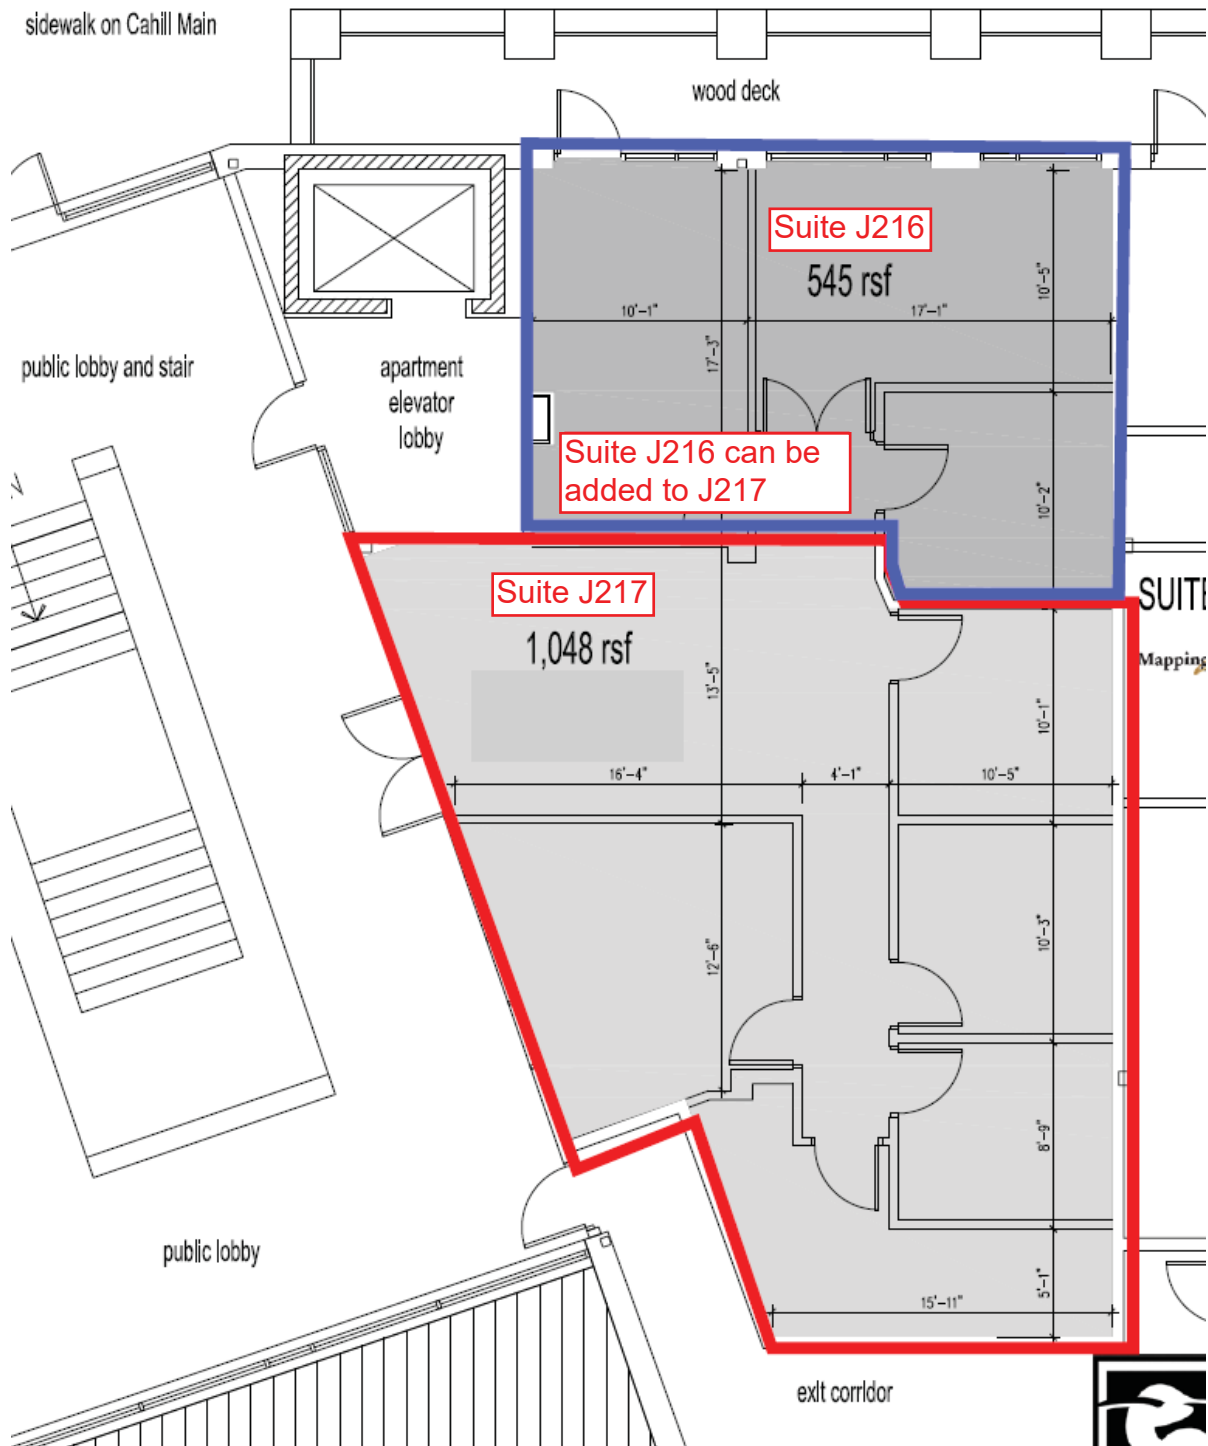 sidewalk on Cahill Main
wood deck
Suite J216
545 rsf
10'-5"
10'-1"
17'-1"
17'-3"
public lobby and stair
apartment
elevator
lobby
Suite J216 can be
added to J217
10'-2"
Suite J217
SUITE
1,048 rsf
Mapping
13'-5"
10'-1"
16'-4"
4'-1"
10'-5"
12'-6"
10'-3"
8'-9"
public lobby
5'-1"
15'-11"
exit corridor